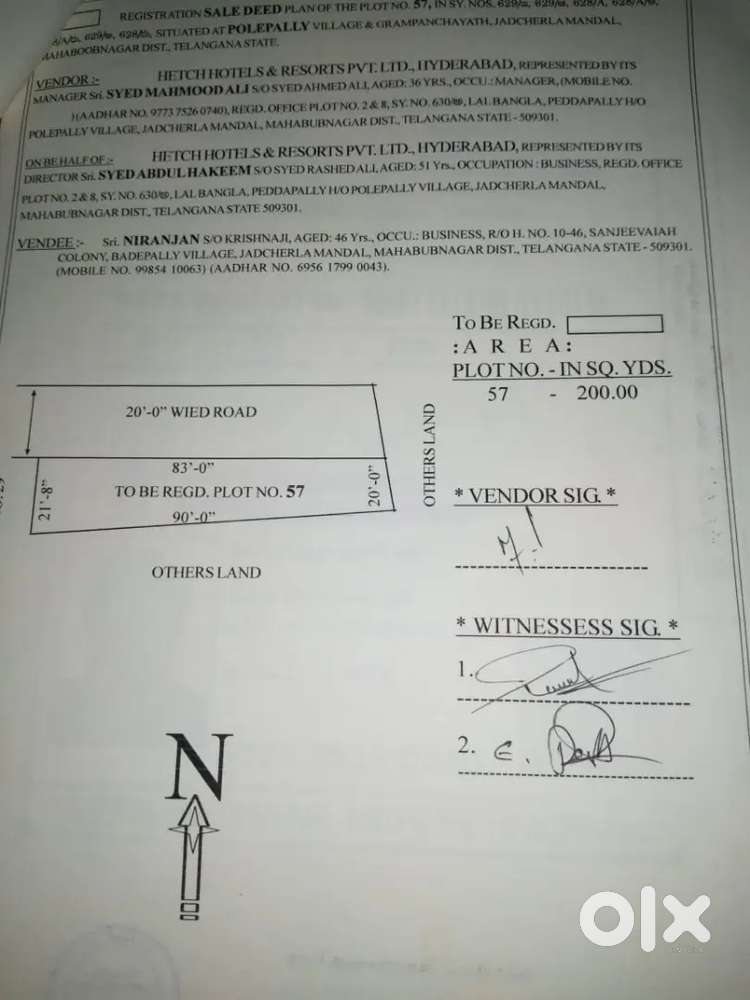 REGISTRATION SALE DEED PLAN OF THE PLOT NO. 57, IN SY. NOS. 629/ 629/ 628/A, 628/A/
629/ 628/ SITUATED AT POLEPALLY VILLAGE & GRAMPANCHAYATH, JADCHERLA MANDAL,
MAHABOOBNAGAR DIST., TELANGANA STATE.
VENDOR :- HETCH HOTELS & RESORTS PVT. LTD., HYDERABAD, REPRESENTED BY ITS
MANAGER Sri. SYED MAHMOOD ALI S/O SYED AHMED ALI, AGED: 36 YRS., OCCU.: MANAGER, (MOBILE NO.
)(AADHAR NO. 9773 7526 0740), REGD. OFFICE PLOT NO. 2 & 8, SY. NO. 630/ LAL BANGLA, PEDDAPALLY H/O
POLEPALLY VILLAGE, JADCHERLA MANDAL, MAHABUBNAGAR DIST., TELANGANA STATE - 509301.
ON BE HALF OF :- HETCH HOTELS & RESORTS PVT. LTD., HYDERABAD, REPRESENTED BY ITS
DIRECTOR Sri. SYED ABDUL HAKEEM S/O SYED RASHED ALI, AGED: 51 Yrs., OCCUPATION : BUSINESS, REGD. OFFICE
PLOT NO. 2 & 8, SY. NO. 630/ LAL BANGLA, PEDDAPALLY H/O POLEPALLY VILLAGE, JADCHERLA MANDAL,
MAHABUBNAGAR DIST., TELANGANA STATE 509301.
VENDEE :- Sri. NIRANJAN S/O KRISHNAJI, AGED: 46 Yrs., OCCU.: BUSINESS, R/O H. NO. 10-46, SANJEEVAIAH
COLONY, BADEPALLY VILLAGE, JADCHERLA MANDAL, MAHABUBNAGAR DIST., TELANGANA STATE - 509301.
(MOBILE NO. 99854 10063) (AADHAR NO. 6956 1799 0043).
TO BE REGD.
: A R E A :
PLOT NO. - IN SQ. YDS.
57 - 200.00
20'-0" WIED ROAD
83'-0"
TO BE REGD. PLOT NO. 57
90'-0"
21'-8"
20'-0"
OTHERS LAND
OTHERS LAND
* VENDOR SIG. *
* WITNESSESS SIG. *
1.
2.
N
olx